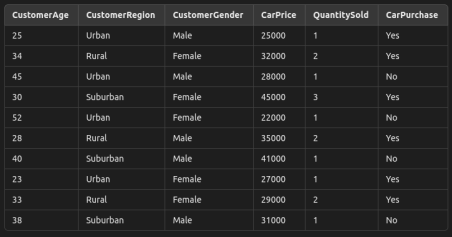 CustomerAge CustomerRegion CustomerGender CarPrice QuantitySold CarPurchase
25 Urban Male 25000 1 Yes
34 Rural Female 32000 2 Yes
45 Urban Male 28000 1 No
30 Suburban Female 45000 3 Yes
52 Urban Female 22000 1 No
28 Rural Male 35000 2 Yes
40 Suburban Male 41000 1 No
23 Urban Female 27000 1 Yes
33 Rural Female 29000 2 Yes
38 Suburban Male 31000 1 No